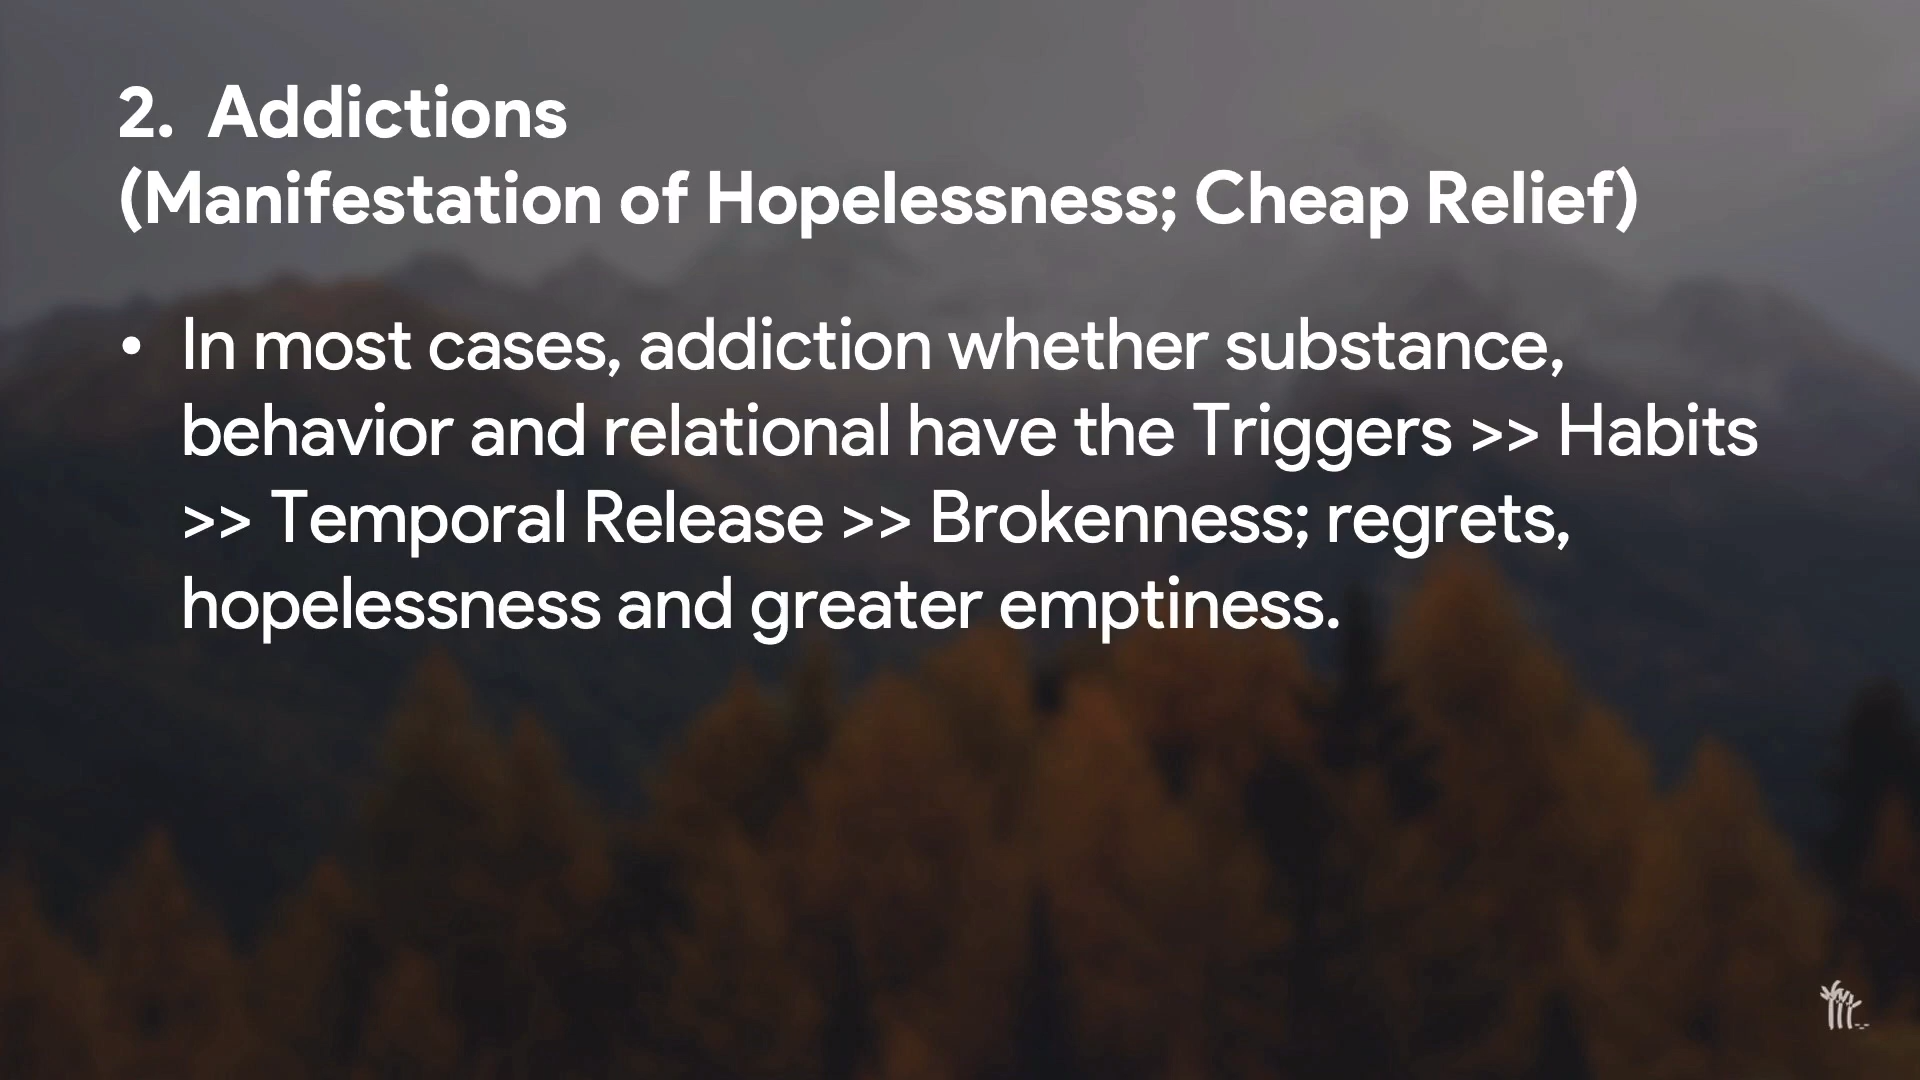 2. Addictions
(Manifestation of Hopelessness; Cheap Relief)
• In most cases, addiction whether substance,
behavior and relational have the Triggers >> Habits
>> Temporal Release >> Brokenness; regrets,
hopelessness and greater emptiness.